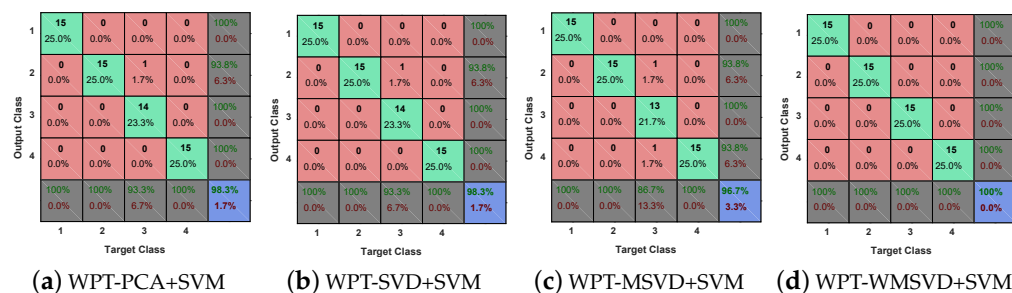 15 0 0 0 100%
25.0% 0.0% 0.0% 0.0% 0.0%
0 15 1 0 93.8%
0.0% 25.0% 1.7% 0.0% 6.3%
0 0 14 0 100%
0.0% 0.0% 23.3% 0.0% 0.0%
0 0 0 15 100%
0.0% 0.0% 0.0% 25.0% 0.0%
100% 100% 93.3% 100% 98.3%
0.0% 0.0% 6.7% 0.0% 1.7%
1
2
3
4
Output Class
1 2 3 4
Target Class
(a) WPT-PCA+SVM
15 0 0 0 100%
25.0% 0.0% 0.0% 0.0% 0.0%
0 15 1 0 93.8%
0.0% 25.0% 1.7% 0.0% 6.3%
0 0 14 0 100%
0.0% 0.0% 23.3% 0.0% 0.0%
0 0 0 15 100%
0.0% 0.0% 0.0% 25.0% 0.0%
100% 100% 93.3% 100% 98.3%
0.0% 0.0% 6.7% 0.0% 1.7%
1
2
3
4
Output Class
1 2 3 4
Target Class
(b) WPT-SVD+SVM
15 0 0 0 100%
25.0% 0.0% 0.0% 0.0% 0.0%
0 15 1 0 93.8%
0.0% 25.0% 1.7% 0.0% 6.3%
0 0 13 0 100%
0.0% 0.0% 21.7% 0.0% 0.0%
0 0 1 15 93.8%
0.0% 0.0% 1.7% 25.0% 6.3%
100% 100% 86.7% 100% 96.7%
0.0% 0.0% 13.3% 0.0% 3.3%
1
2
3
4
Output Class
1 2 3 4
Target Class
(c) WPT-MSVD+SVM
15 0 0 0 100%
25.0% 0.0% 0.0% 0.0% 0.0%
0 15 0 0 100%
0.0% 25.0% 0.0% 0.0% 0.0%
0 0 15 0 100%
0.0% 0.0% 25.0% 0.0% 0.0%
0 0 0 15 100%
0.0% 0.0% 0.0% 25.0% 0.0%
100% 100% 100% 100% 100%
0.0% 0.0% 0.0% 0.0% 0.0%
1
2
3
4
Output Class
1 2 3 4
Target Class
(d) WPT-WMSVD+SVM